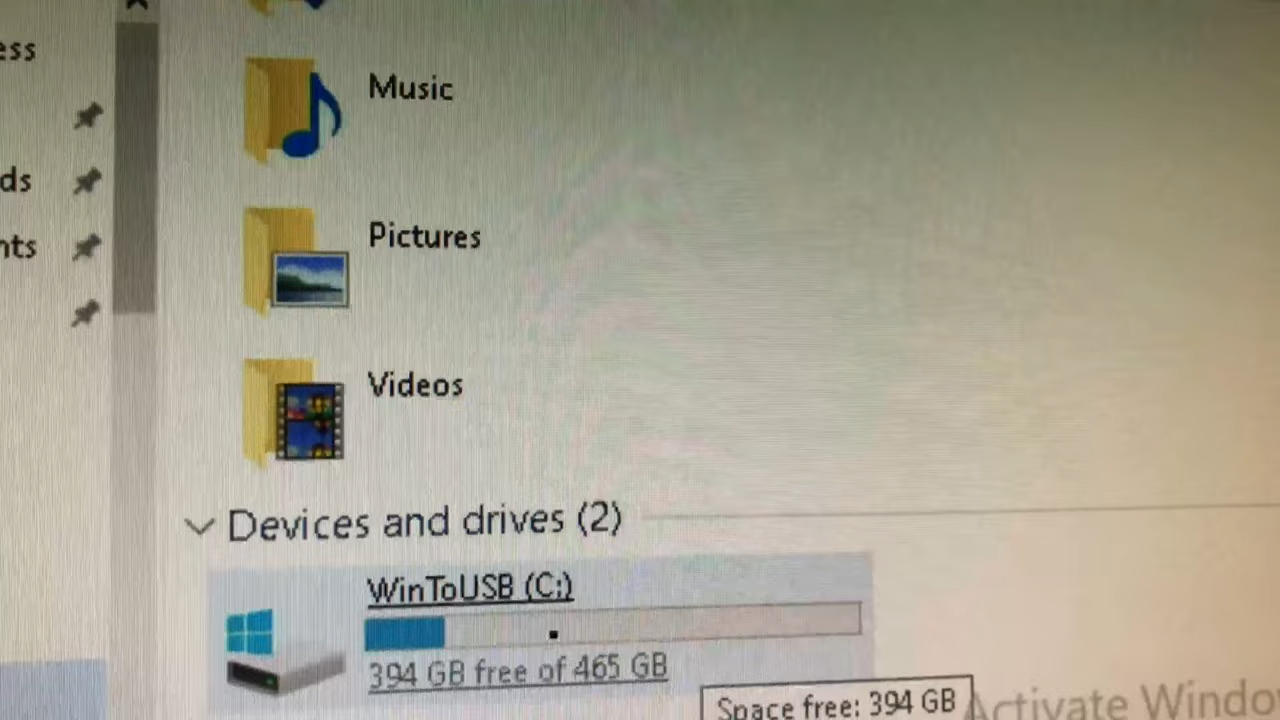 ess
Music
ds
Pictures
nts
Videos
Devices and drives (2)
WinToUSB (C:)
394 GB free of 465 GB
Space free: 394 GB
Activate Windo